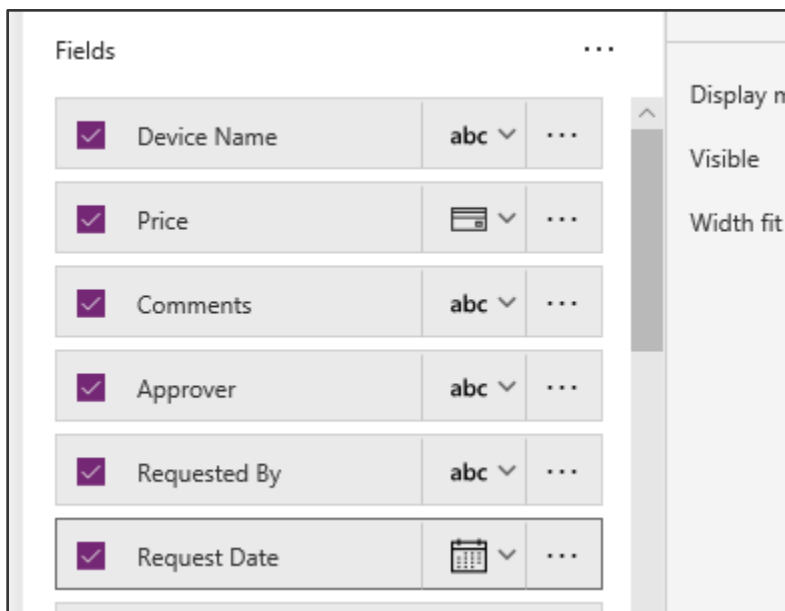 Fields
...
Device Name abc ...
Price ...
Comments abc ...
Approver abc ...
Requested By abc ...
Request Date ...
Display
Visible
Width fit